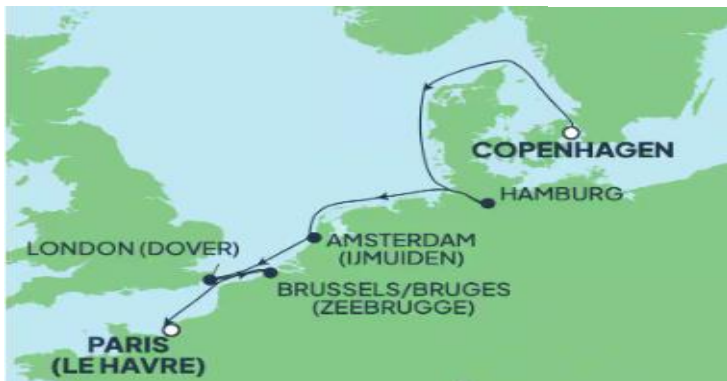 COPENHAGEN
HAMBURG
LONDON (DOVER)
AMSTERDAM
(IJMUIDEN)
BRUSSELS/BRUGES
(ZEEBRUGGE)
PARIS
(LE HAVRE)